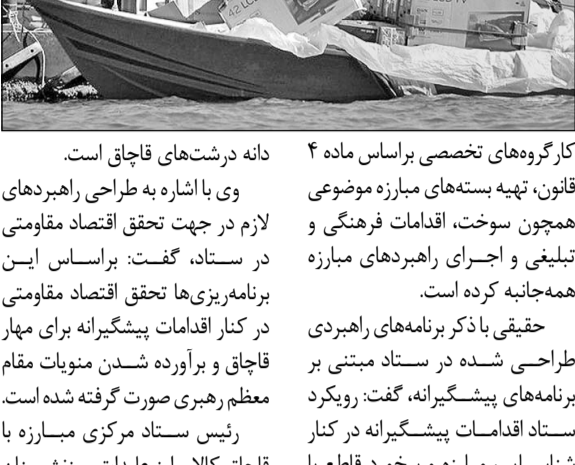 42 LCD
LCD TV
کارگروه‌های تخصصی براساس ماده ۴
قانون، تهیه بسته‌های مبارزه موضوعی
همچون سوخت، اقدامات فرهنگی و
تبلیغی و اجرای راهبردهای مبارزه
همه‌جانبه کرده است.
حقیقی با ذکر برنامه‌های راهبردی
طراحی شده در ستاد مبتنی بر
برنامه‌های پیشگیرانه، گفت: رویکرد
ستاد اقدامات پیشگیرانه در کنار
دانه درشت‌های قاچاق است.
وی با اشاره به طراحی راهبردهای
لازم در جهت تحقق اقتصاد مقاومتی
در ستاد، گفت: براساس این
برنامه‌ریزی‌ها تحقق اقتصاد مقاومتی
در کنار اقدامات پیشگیرانه برای مهار
قاچاق و برآورده شدن منویات مقام
معظم رهبری صورت گرفته شده است.
رئیس ستاد مرکزی مبارزه با